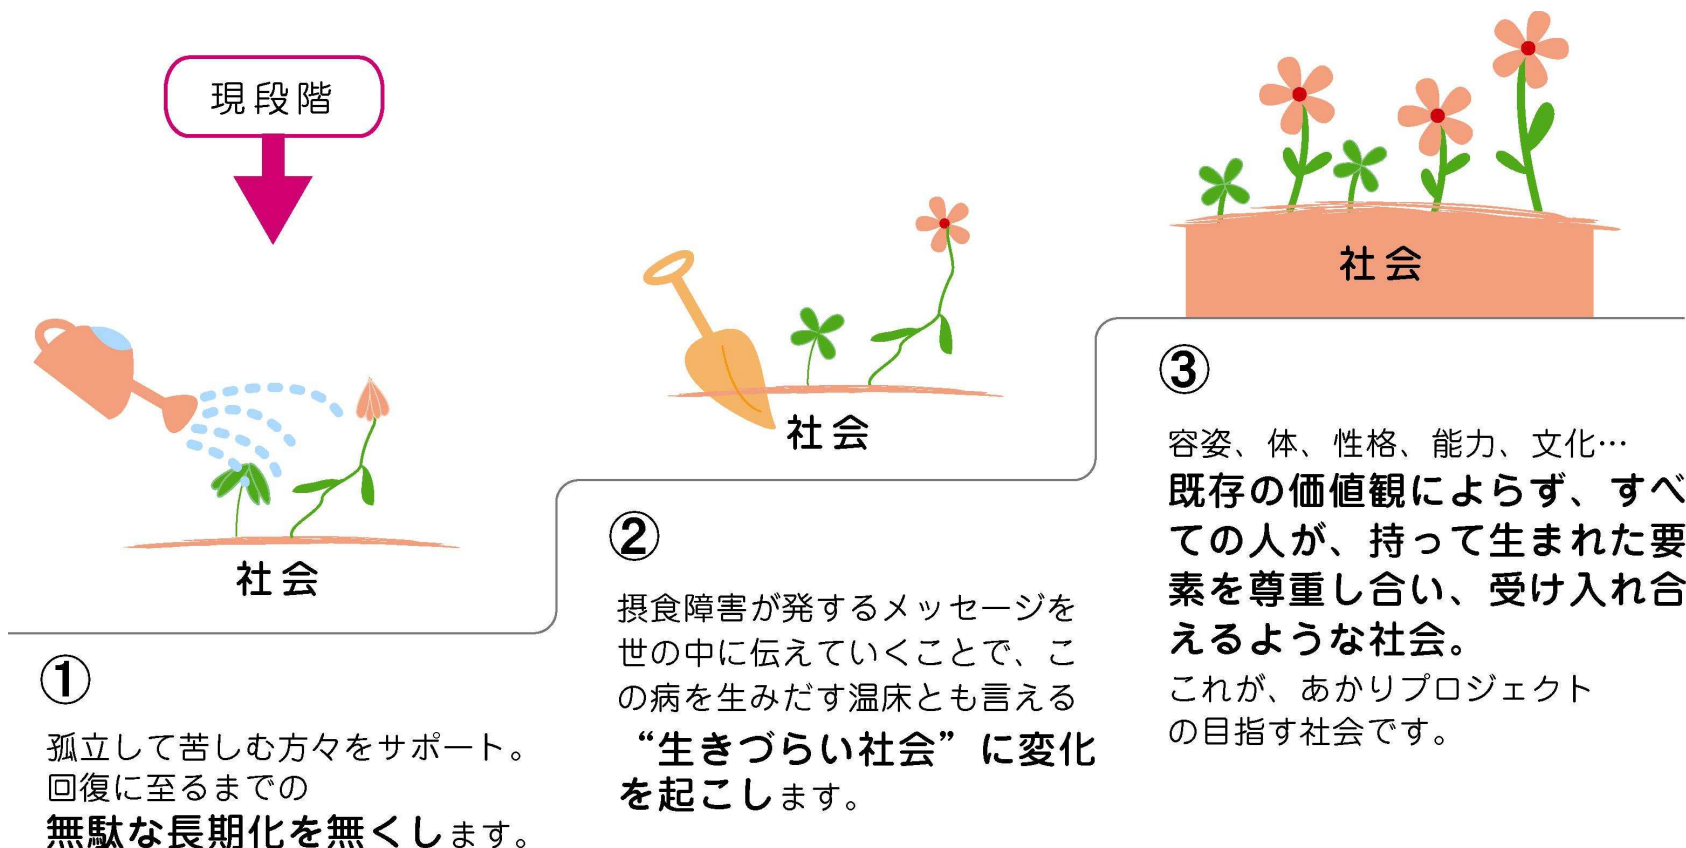 現段階
社会
①
孤立して苦しむ方々をサポート。
回復に至るまでの
無駄な長期化を無くします。
社会
②
摂食障害が発するメッセージを
世の中に伝えていくことで、こ
の病を生みだす温床とも言える
“生きづらい社会”に変化
を起こします。
社会
③
容姿、体、性格、能力、文化…
既存の価値観によらず、すべ
ての人が、持って生まれた要
素を尊重し合い、受け入れ合
えるような社会。
これが、あかりプロジェクト
の目指す社会です。